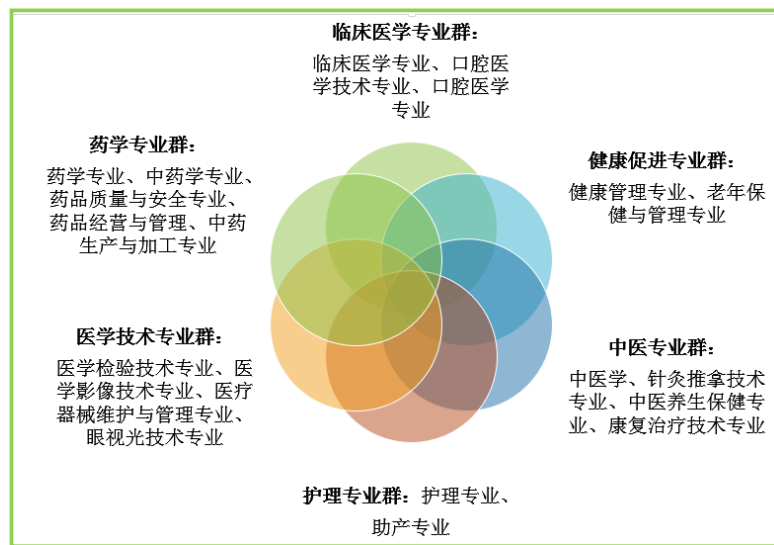 临床医学专业群：
临床医学专业、口腔医
学技术专业、口腔医学
专业
药学专业群：
药学专业、中药学专业、
药品质量与安全专业、
药品经营与管理、中药
生产与加工专业
健康促进专业群：
健康管理专业、老年保
健与管理专业
医学技术专业群：
医学检验技术专业、医
学影像技术专业、医疗
器械维护与管理专业、
眼视光技术专业
中医专业群：
中医学、针灸推拿技术
专业、中医养生保健专
业、康复治疗技术专业
护理专业群：护理专业、
助产专业